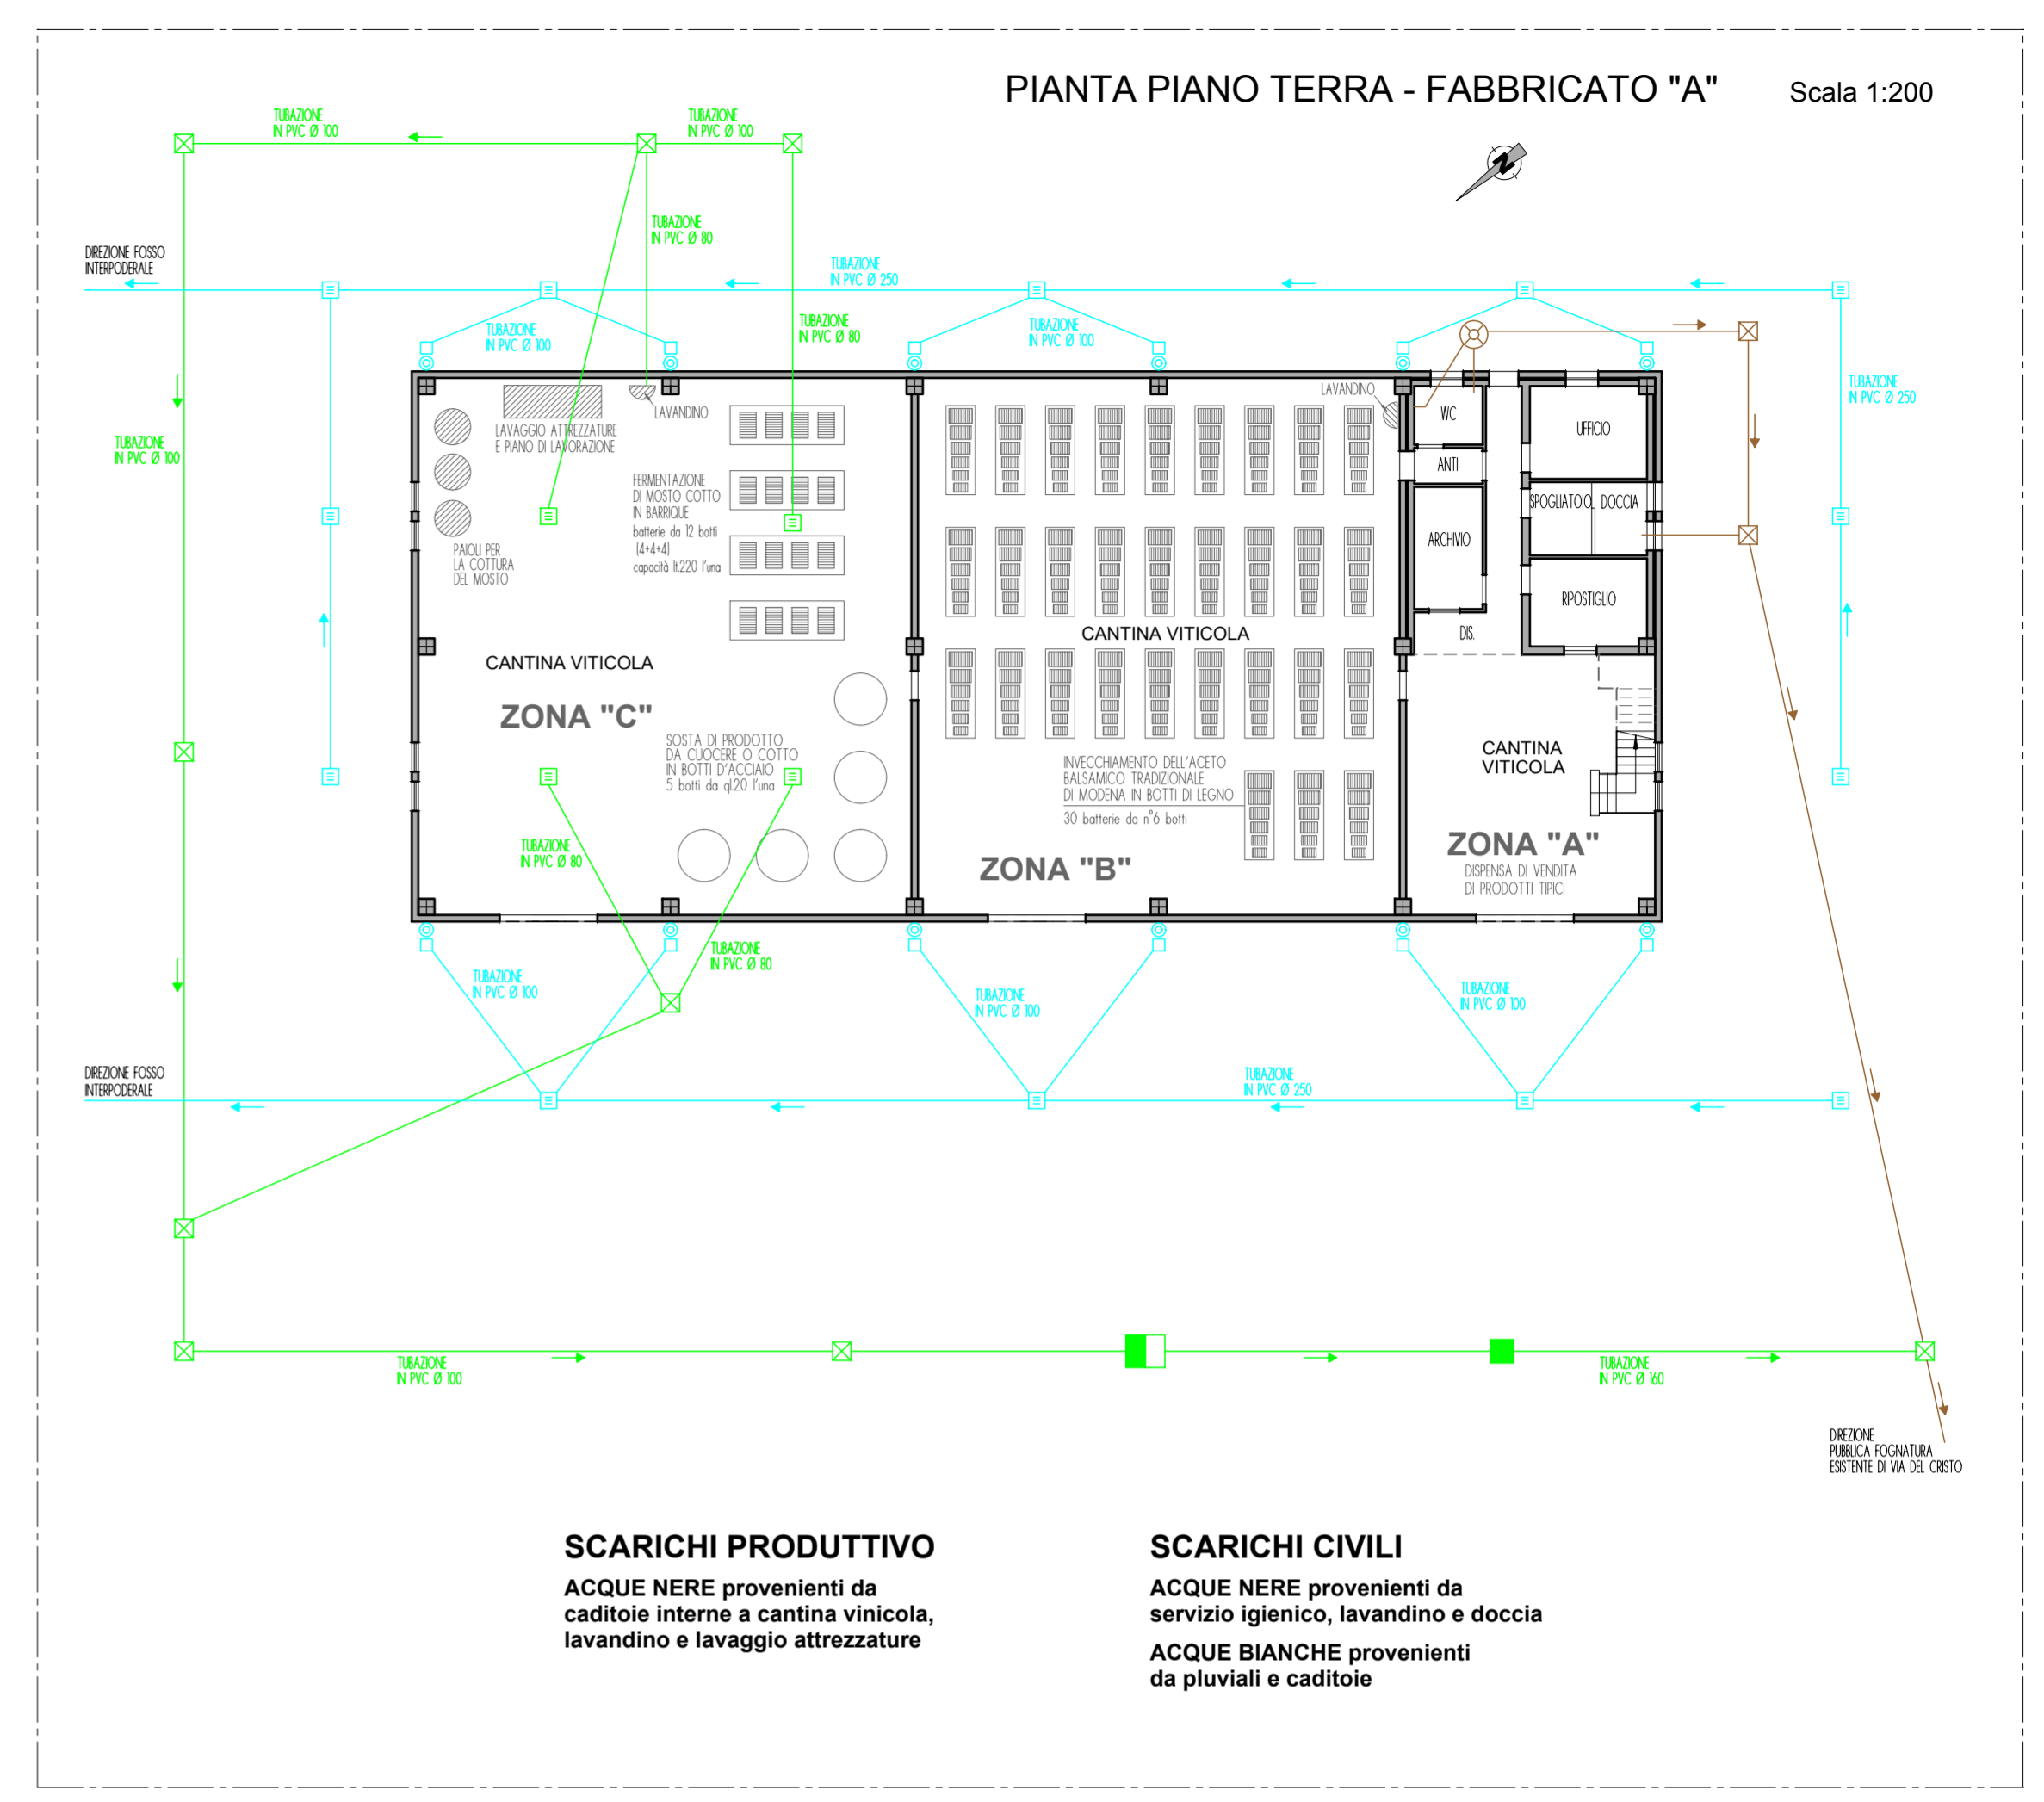 PIANTA PIANO TERRA - FABBRICATO "A"
Scala 1:200
N
TUBAZIONE
IN PVC Ø 100
TUBAZIONE
IN PVC Ø 100
TUBAZIONE
IN PVC Ø 80
DIREZIONE FOSSO
INTERPODERALE
TUBAZIONE
IN PVC Ø 250
TUBAZIONE
IN PVC Ø 100
TUBAZIONE
IN PVC Ø 80
TUBAZIONE
IN PVC Ø 100
TUBAZIONE
IN PVC Ø 250
TUBAZIONE
IN PVC Ø 100
LAVAGGIO ATTREZZATURE
E PIANO DI LAVORAZIONE
LAVANDINO
LAVANDINO
WC
UFFICIO
ANTI
SPOGLIATOIO
DOCCIA
ARCHIVIO
RIPOSTIGLIO
DIS.
FERMENTAZIONE
DI MOSTO COTTO
IN BARRIQUE
batterie da 12 botti
(4+4+4)
capacità lt.220 l'una
PAIOLI PER
LA COTTURA
DEL MOSTO
CANTINA VITICOLA
ZONA "C"
CANTINA VITICOLA
SOSTA DI PRODOTTO
DA CUOCERE O COTTO
IN BOTTI D'ACCIAIO
5 botti da ql.20 l'una
INVECCHIAMENTO DELL'ACETO
BALSAMICO TRADIZIONALE
DI MODENA IN BOTTI DI LEGNO
30 batterie da n°6 botti
ZONA "B"
CANTINA
VITICOLA
ZONA "A"
DISPENSA DI VENDITA
DI PRODOTTI TIPICI
TUBAZIONE
IN PVC Ø 80
TUBAZIONE
IN PVC Ø 80
TUBAZIONE
IN PVC Ø 100
TUBAZIONE
IN PVC Ø 100
TUBAZIONE
IN PVC Ø 100
DIREZIONE FOSSO
INTERPODERALE
TUBAZIONE
IN PVC Ø 250
TUBAZIONE
IN PVC Ø 100
TUBAZIONE
IN PVC Ø 160
DIREZIONE
PUBBLICA FOGNATURA
ESISTENTE DI VIA DEL CRISTO
SCARICHI PRODUTTIVO
ACQUE NERE provenienti da
caditoie interne a cantina vinicola,
lavandino e lavaggio attrezzature
SCARICHI CIVILI
ACQUE NERE provenienti da
servizio igienico, lavandino e doccia
ACQUE BIANCHE provenienti
da pluviali e caditoie